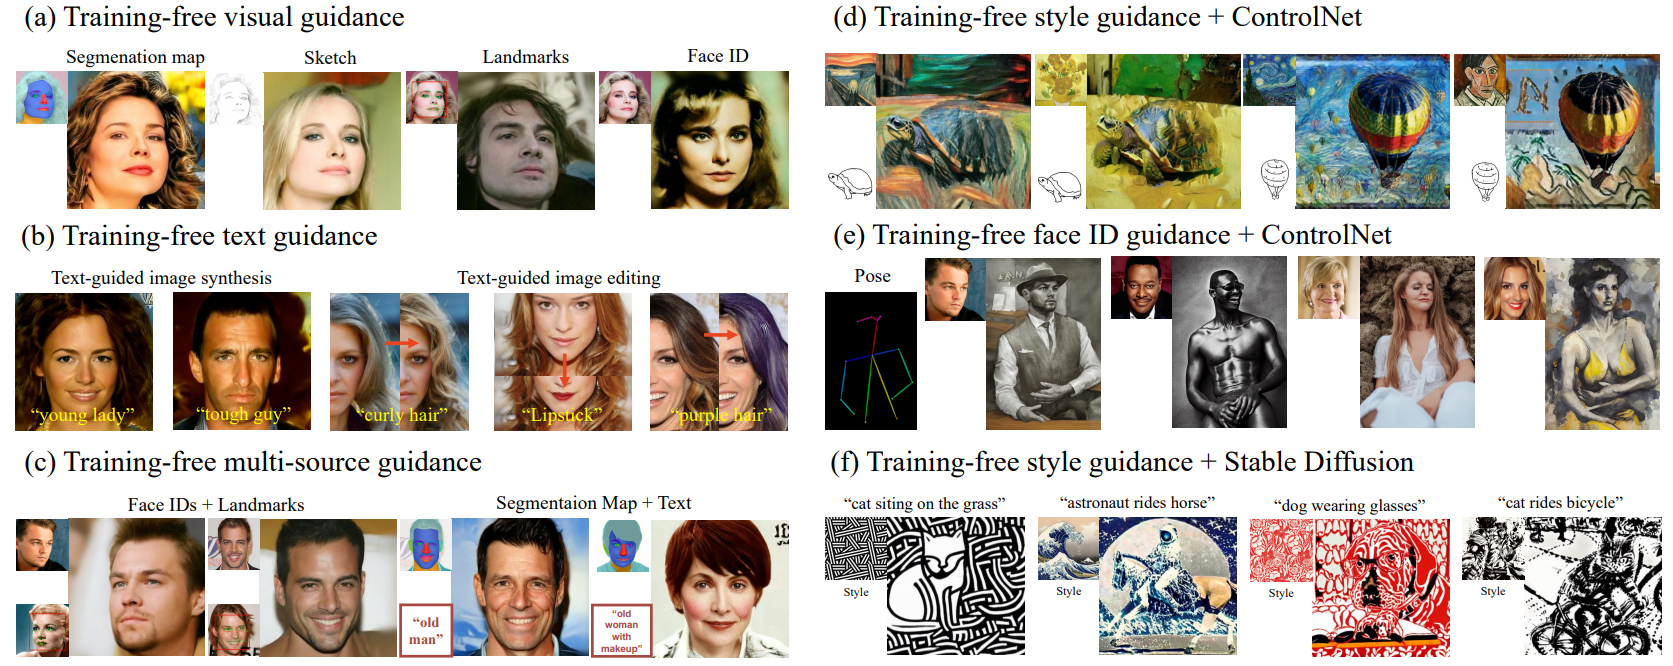 (a) Training-free visual guidance
Segmenation map
Sketch
Landmarks
Face ID
(b) Training-free text guidance
Text-guided image synthesis
Text-guided image editing
“young lady”
“tough guy”
“curly hair”
“Lipstick”
“purple hair”
(c) Training-free multi-source guidance
Face IDs + Landmarks
Segmentaion Map + Text
“old
man”
“old
woman
with
makeup”
(d) Training-free style guidance + ControlNet
(e) Training-free face ID guidance + ControlNet
Pose
(f) Training-free style guidance + Stable Diffusion
“cat siting on the grass”
“astronaut rides horse”
“dog wearing glasses”
“cat rides bicycle”
Style
Style
Style
Style